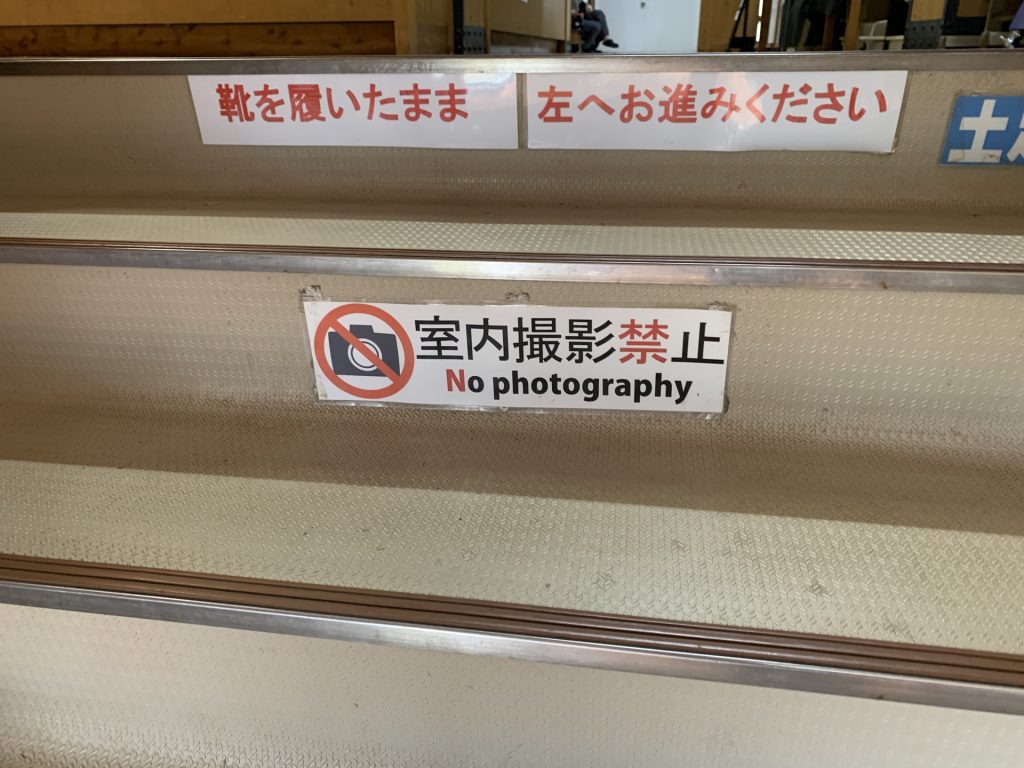 靴を履いたまま
左へお進みください
土
室内撮影禁止
No photography